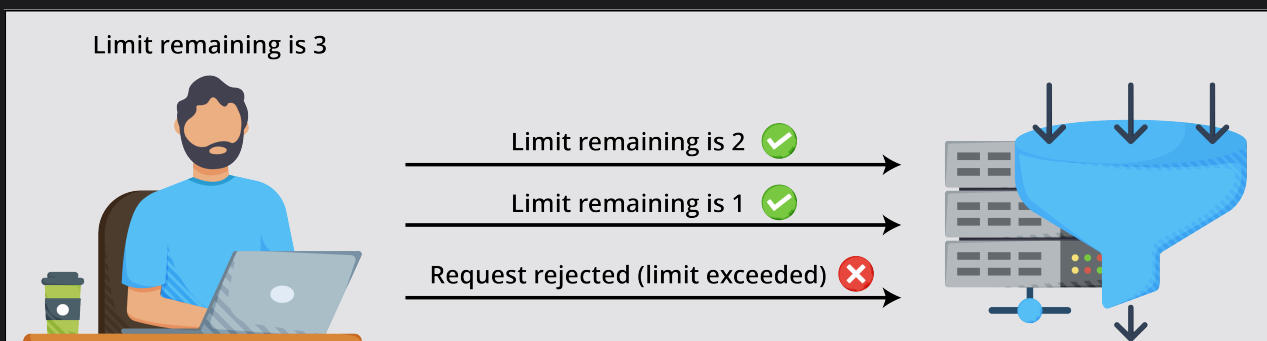 Limit remaining is 3
Limit remaining is 2
Limit remaining is 1
Request rejected (limit exceeded)